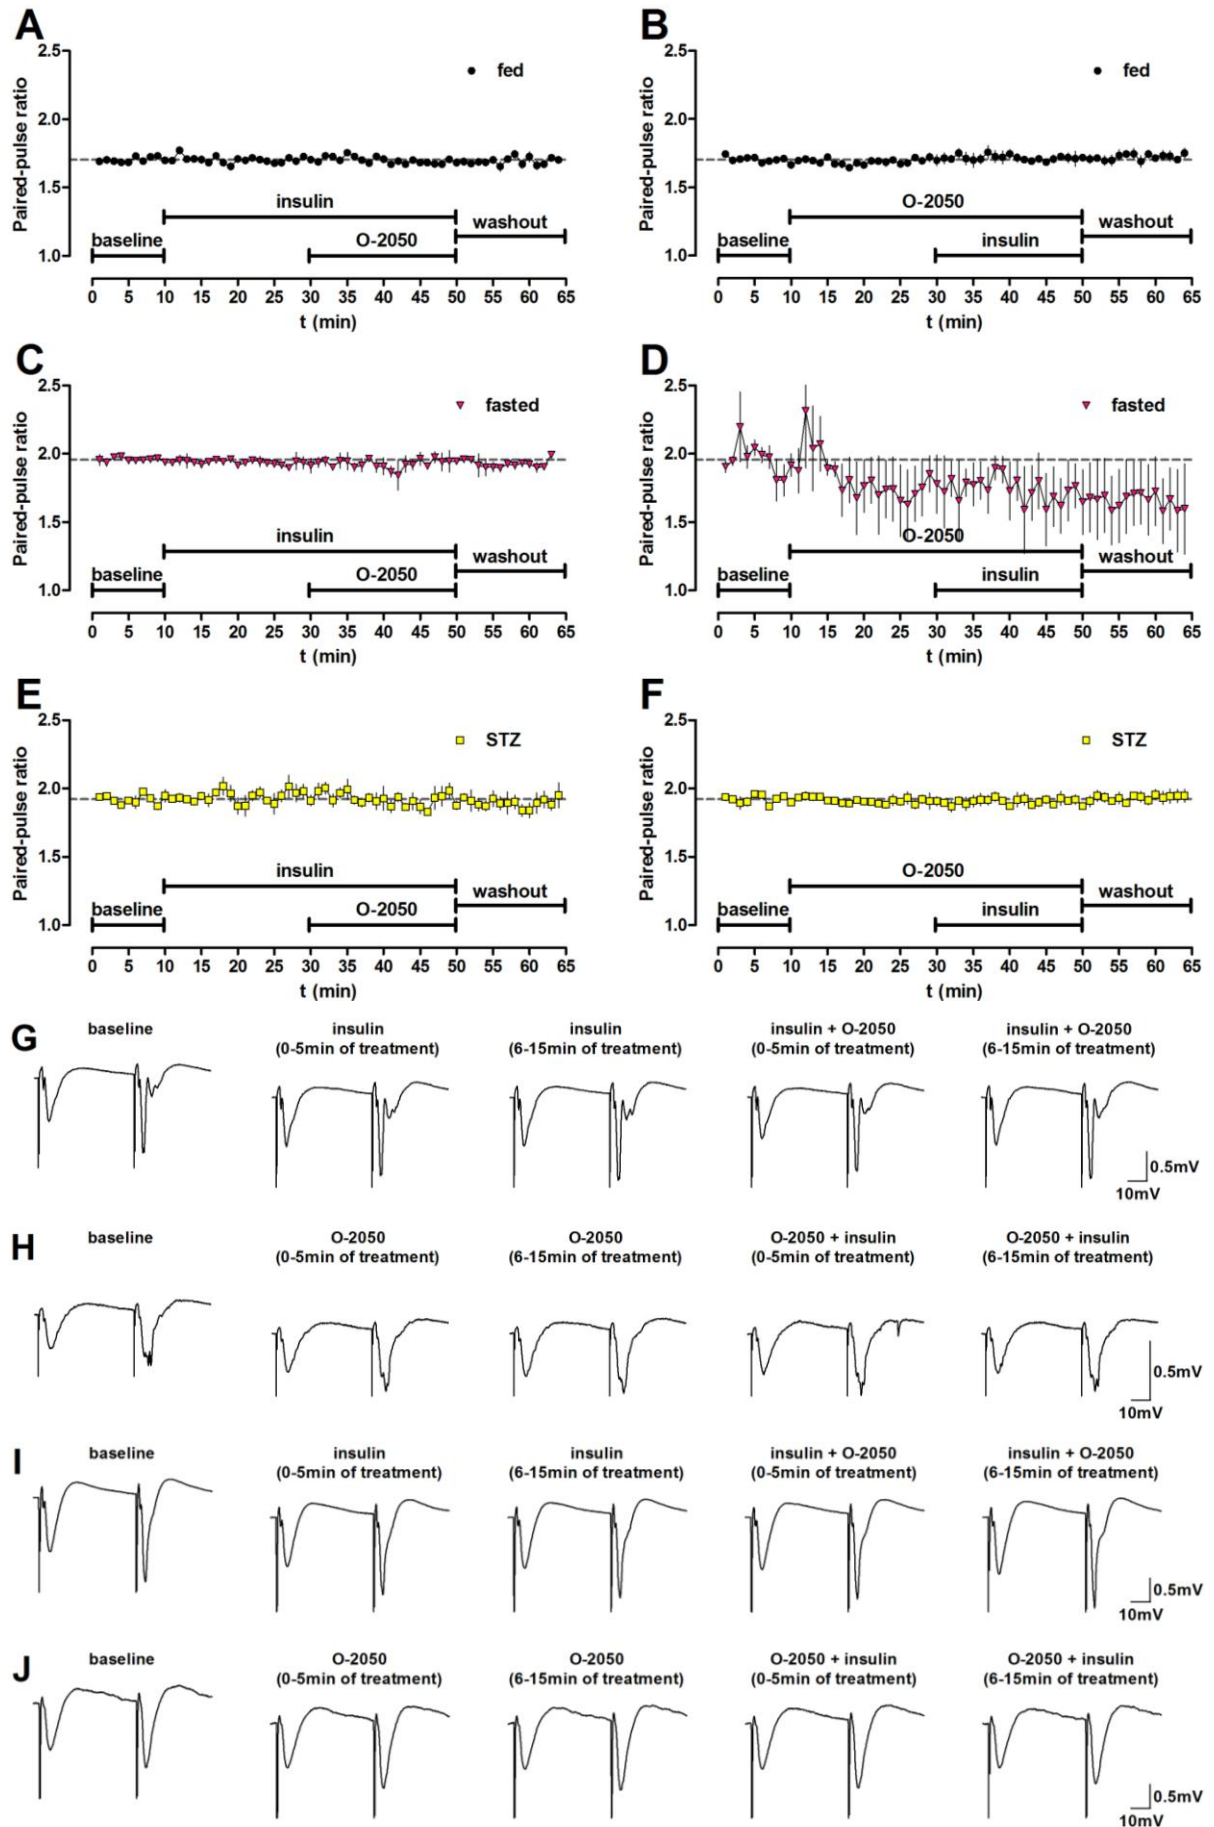 A
B
Paired-pulse ratio
2.5
2.0
1.5
1.0
fed
insulin
O-2050
baseline
washout
0 5 10 15 20 25 30 35 40 45 50 55 60 65
t (min)
Paired-pulse ratio
2.5
2.0
1.5
1.0
fed
O-2050
insulin
baseline
washout
0 5 10 15 20 25 30 35 40 45 50 55 60 65
t (min)
C
D
Paired-pulse ratio
2.5
2.0
1.5
1.0
fasted
insulin
O-2050
baseline
washout
0 5 10 15 20 25 30 35 40 45 50 55 60 65
t (min)
Paired-pulse ratio
2.5
2.0
1.5
1.0
fasted
O-2050
insulin
baseline
washout
0 5 10 15 20 25 30 35 40 45 50 55 60 65
t (min)
E
F
Paired-pulse ratio
2.5
2.0
1.5
1.0
STZ
insulin
O-2050
baseline
washout
0 5 10 15 20 25 30 35 40 45 50 55 60 65
t (min)
Paired-pulse ratio
2.5
2.0
1.5
1.0
STZ
O-2050
insulin
baseline
washout
0 5 10 15 20 25 30 35 40 45 50 55 60 65
t (min)
G
baseline
insulin
(0-5min of treatment)
insulin
(6-15min of treatment)
insulin + O-2050
(0-5min of treatment)
insulin + O-2050
(6-15min of treatment)
0.5mV
10mV
H
baseline
O-2050
(0-5min of treatment)
O-2050
(6-15min of treatment)
O-2050 + insulin
(0-5min of treatment)
O-2050 + insulin
(6-15min of treatment)
0.5mV
10mV
I
baseline
insulin
(0-5min of treatment)
insulin
(6-15min of treatment)
insulin + O-2050
(0-5min of treatment)
insulin + O-2050
(6-15min of treatment)
0.5mV
10mV
J
baseline
O-2050
(0-5min of treatment)
O-2050
(6-15min of treatment)
O-2050 + insulin
(0-5min of treatment)
O-2050 + insulin
(6-15min of treatment)
0.5mV
10mV